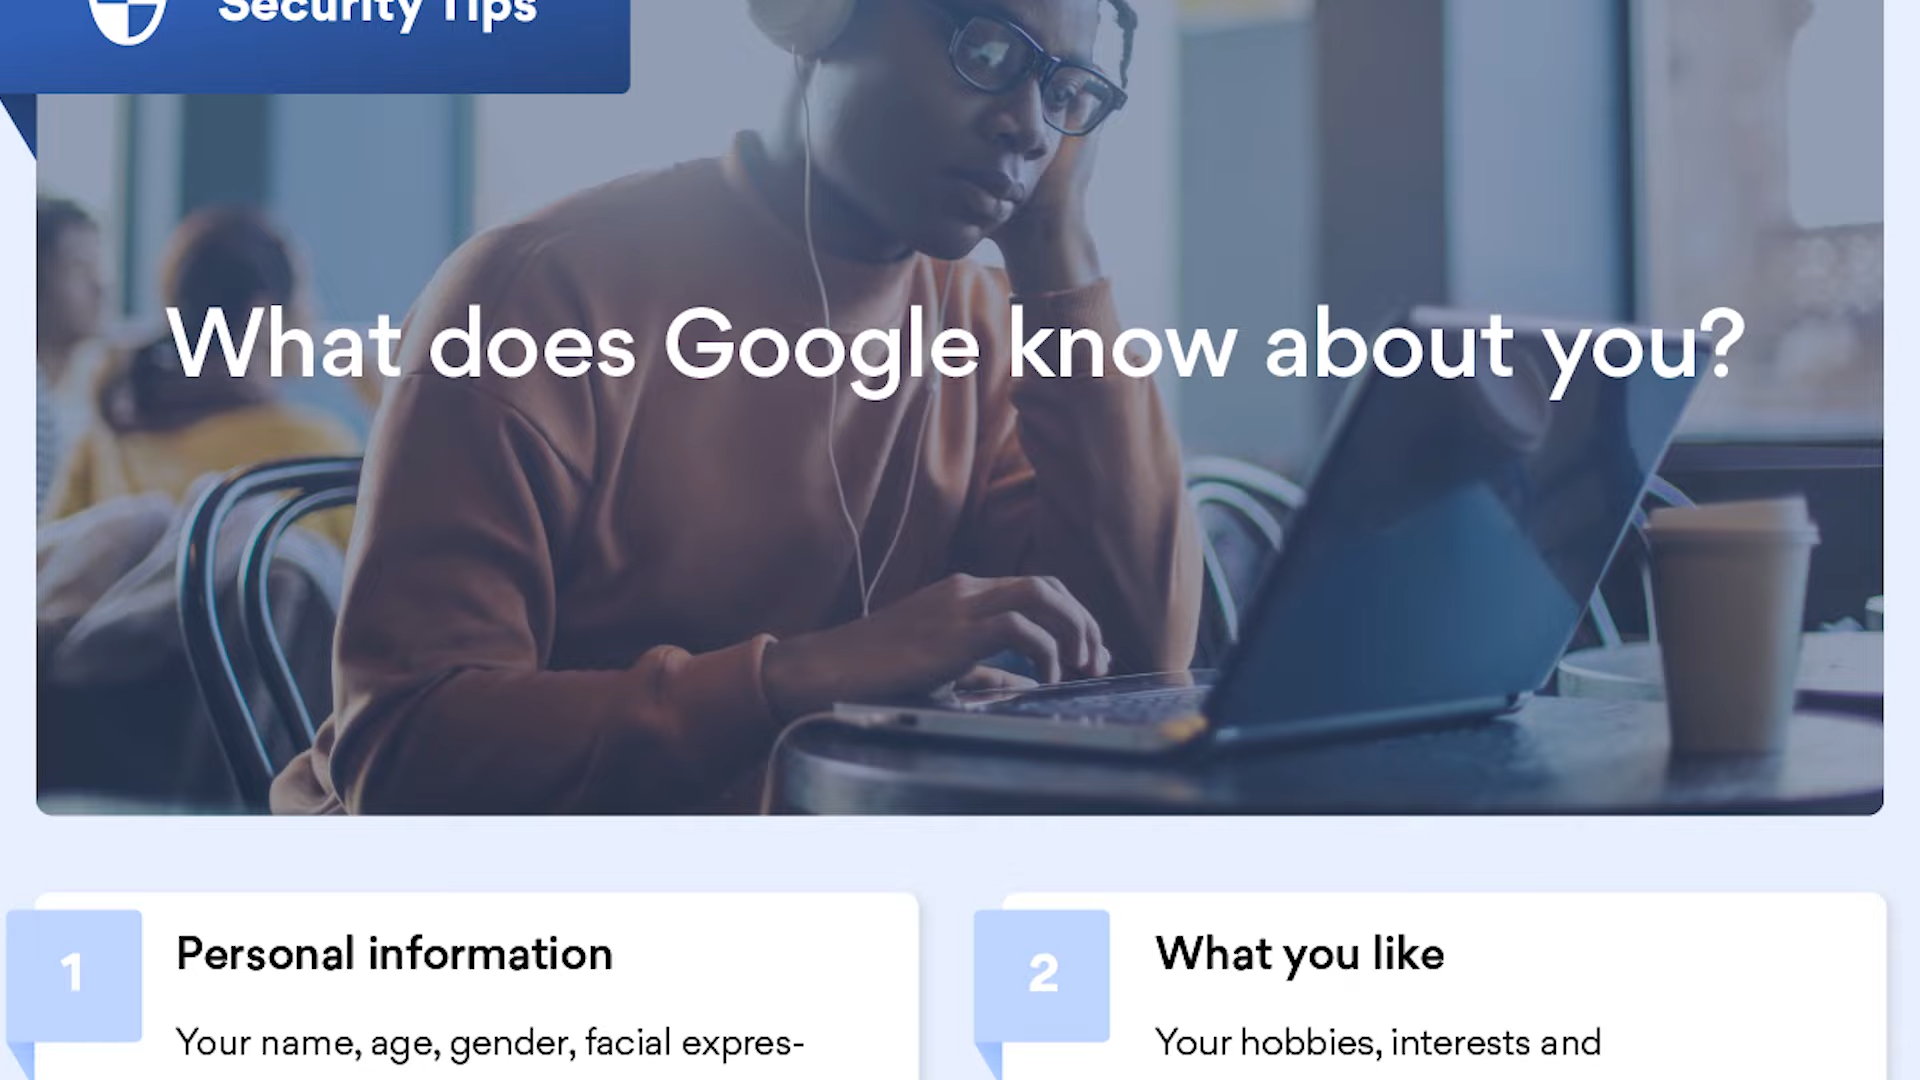 Security Tips
What does Google know about you?
1
Personal information
Your name, age, gender, facial expres-
2
What you like
Your hobbies, interests and